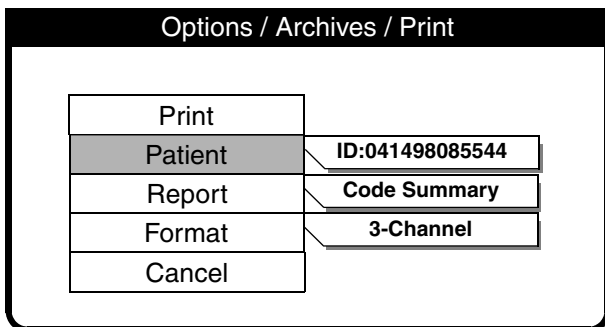 Options / Archives / Print
Print
Patient ID:041498085544
Report Code Summary
Format 3-Channel
Cancel